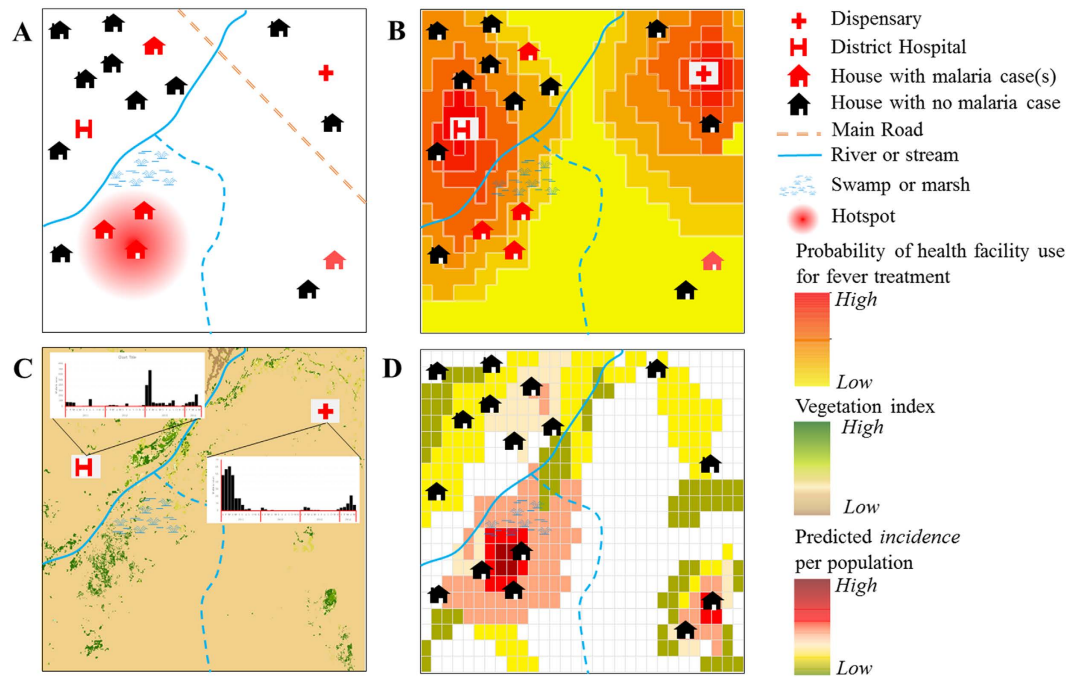 A
B
Dispensary
District Hospital
House with malaria case(s)
House with no malaria case
Main Road
River or stream
Swamp or marsh
Hotspot
Probability of health facility use
for fever treatment
High
Low
C
D
Vegetation index
High
Low
Predicted incidence
per population
High
Low